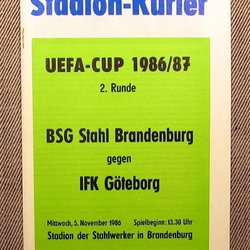 Stadion-Kurier
UEFA-CUP 1986/87
2. Runde
BSG Stahl Brandenburg
gegen
IFK Göteborg
Mittwoch, 5. November 1986 Spielbeginn: 13.30 Uhr
Stadion der Stahlwerker in Brandenburg